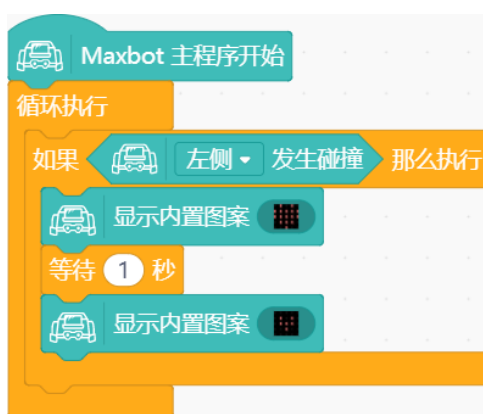 Maxbot 主程序开始
循环执行
如果 左侧 发生碰撞 那么执行
显示内置图案
等待 1 秒
显示内置图案